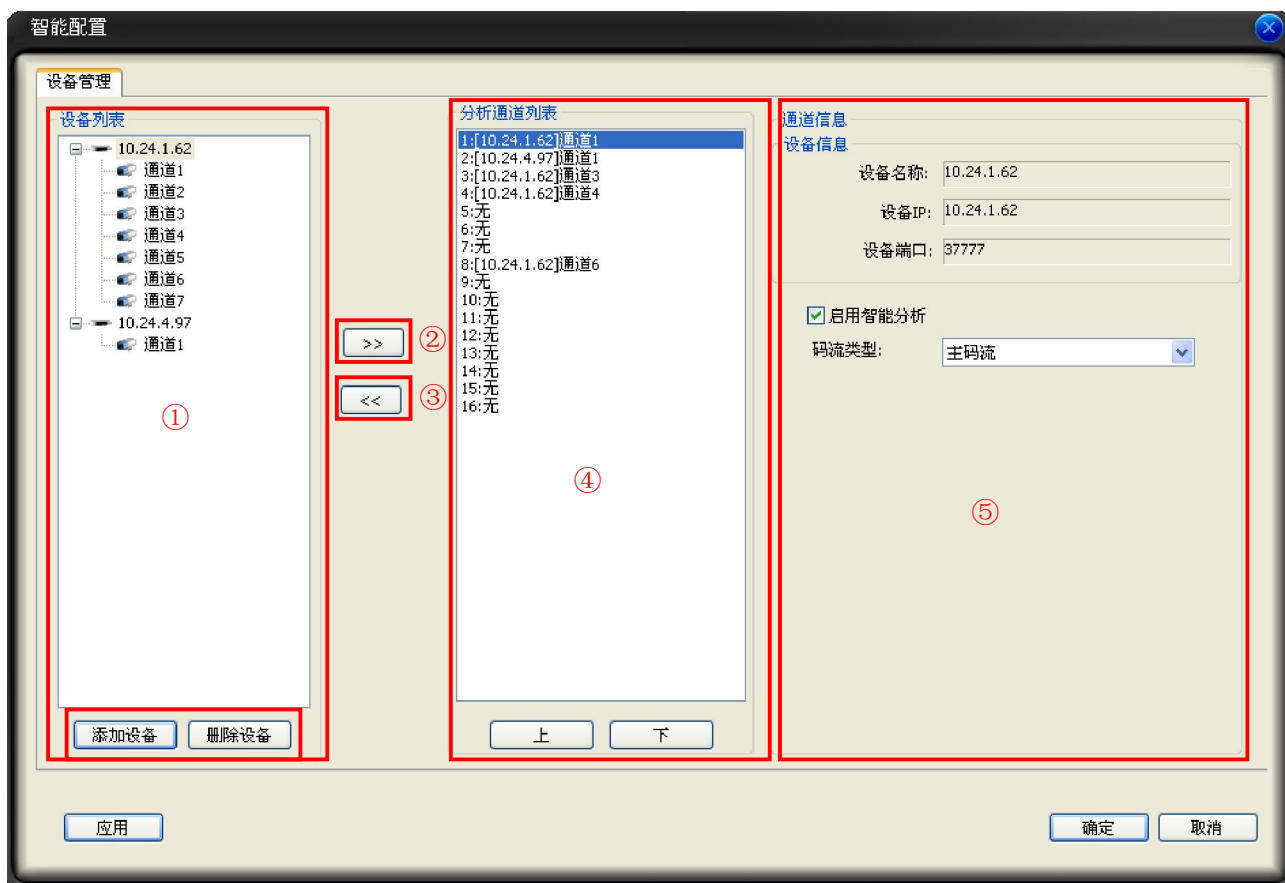 智能配置
设备管理
设备列表
10.24.1.62
通道1
通道2
通道3
通道4
通道5
通道6
通道7
10.24.4.97
通道1
①
添加设备 删除设备
>> ②
<< ③
分析通道列表
1:[10.24.1.62]通道1
2:[10.24.4.97]通道1
3:[10.24.1.62]通道3
4:[10.24.1.62]通道4
5:无
6:无
7:无
8:[10.24.1.62]通道6
9:无
10:无
11:无
12:无
13:无
14:无
15:无
16:无
④
上 下
通道信息
设备信息
设备名称: 10.24.1.62
设备IP: 10.24.1.62
设备端口: 37777
启用智能分析
码流类型: 主码流
⑤
应用 确定 取消